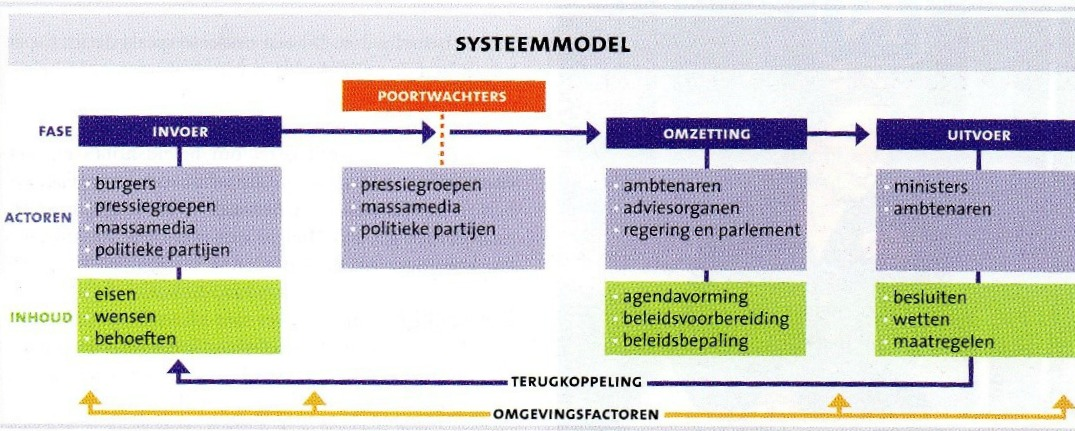 SYSTEEMMODEL
POORTWACHTERS
FASE
INVOER
OMZETTING
UITVOER
ACTOREN
burgers
pressiegroepen
massamedia
politieke partijen
pressiegroepen
massamedia
politieke partijen
ambtenaren
adviesorganen
regering en parlement
ministers
ambtenaren
INHOUD
eisen
wensen
behoeften
agendavorming
beleidsvoorbereiding
beleidsbepaling
besluiten
wetten
maatregelen
TERUGKOPPELING
OMGEVINGSFACTOREN